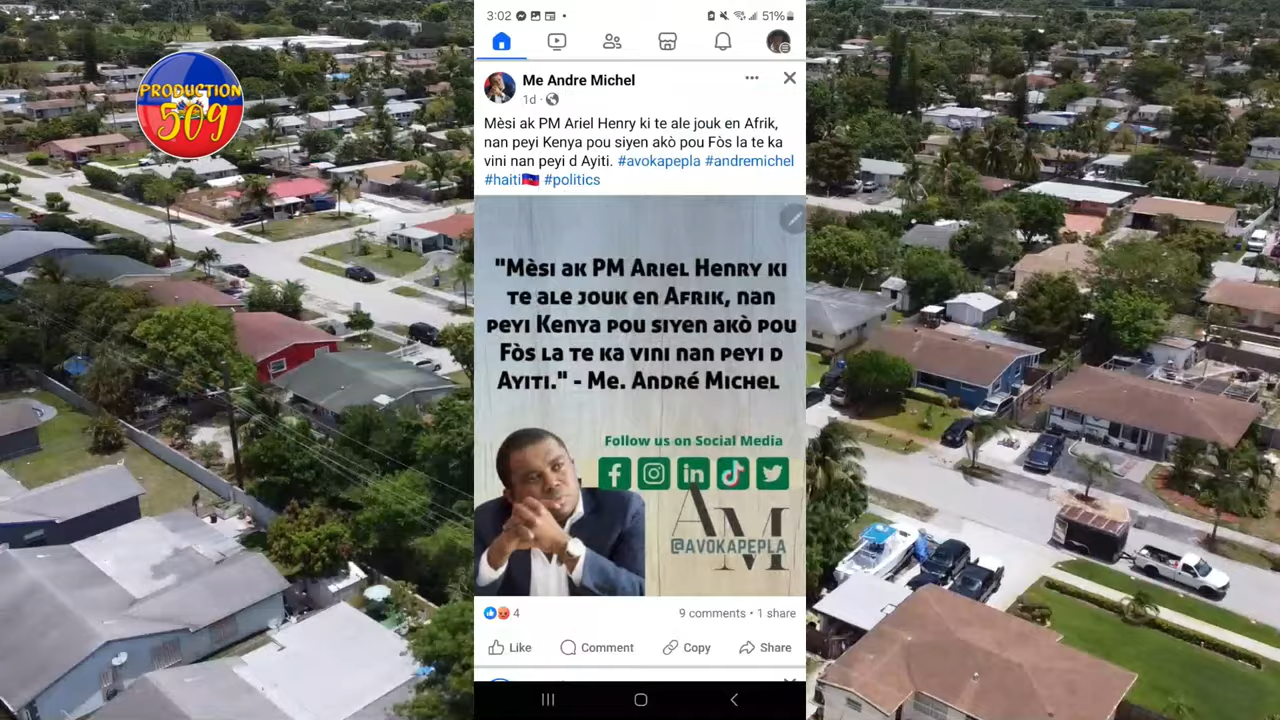 PRODUCTION
509
3:02
51%
Me Andre Michel
1d
Mèsi ak PM Ariel Henry ki te ale jouk en Afrik,
nan peyi Kenya pou siyen akò pou Fòs la te ka
vini nan peyi d Ayiti. #avokapepla #andremichel
#haiti🇭🇹 #politics
"Mèsi ak PM Ariel Henry ki
te ale jouk en Afrik, nan
peyi Kenya pou siyen akò pou
Fòs la te ka vini nan peyi d
Ayiti." - Me. André Michel
Follow us on Social Media
AM
@AVOKAPEPLA
4
9 comments • 1 share
Like
Comment
Copy
Share